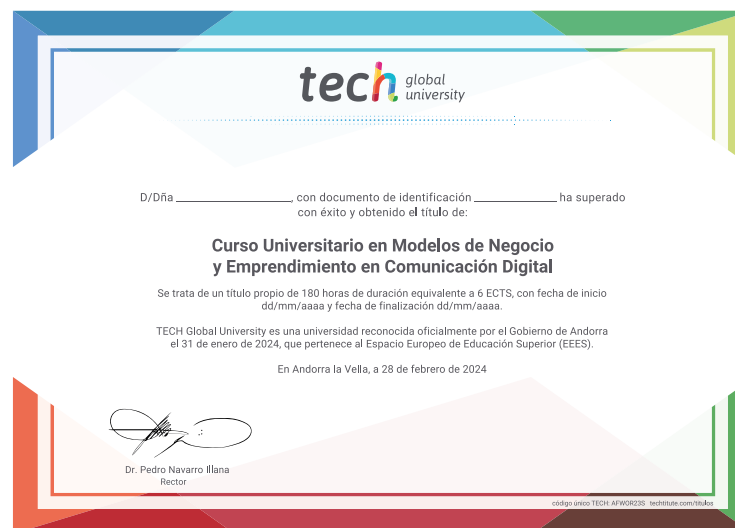 tech global university
D/Dña ____________, con documento de identificación ____________ ha superado
con éxito y obtenido el título de:
Curso Universitario en Modelos de Negocio
y Emprendimiento en Comunicación Digital
Se trata de un título propio de 180 horas de duración equivalente a 6 ECTS, con fecha de inicio
dd/mm/aaaa y fecha de finalización dd/mm/aaaa.
TECH Global University es una universidad reconocida oficialmente por el Gobierno de Andorra
el 31 de enero de 2024, que pertenece al Espacio Europeo de Educación Superior (EEES).
En Andorra la Vella, a 28 de febrero de 2024
Dr. Pedro Navarro Illana
Rector
código único TECH: AFWOR23S techtitute.com/titulos